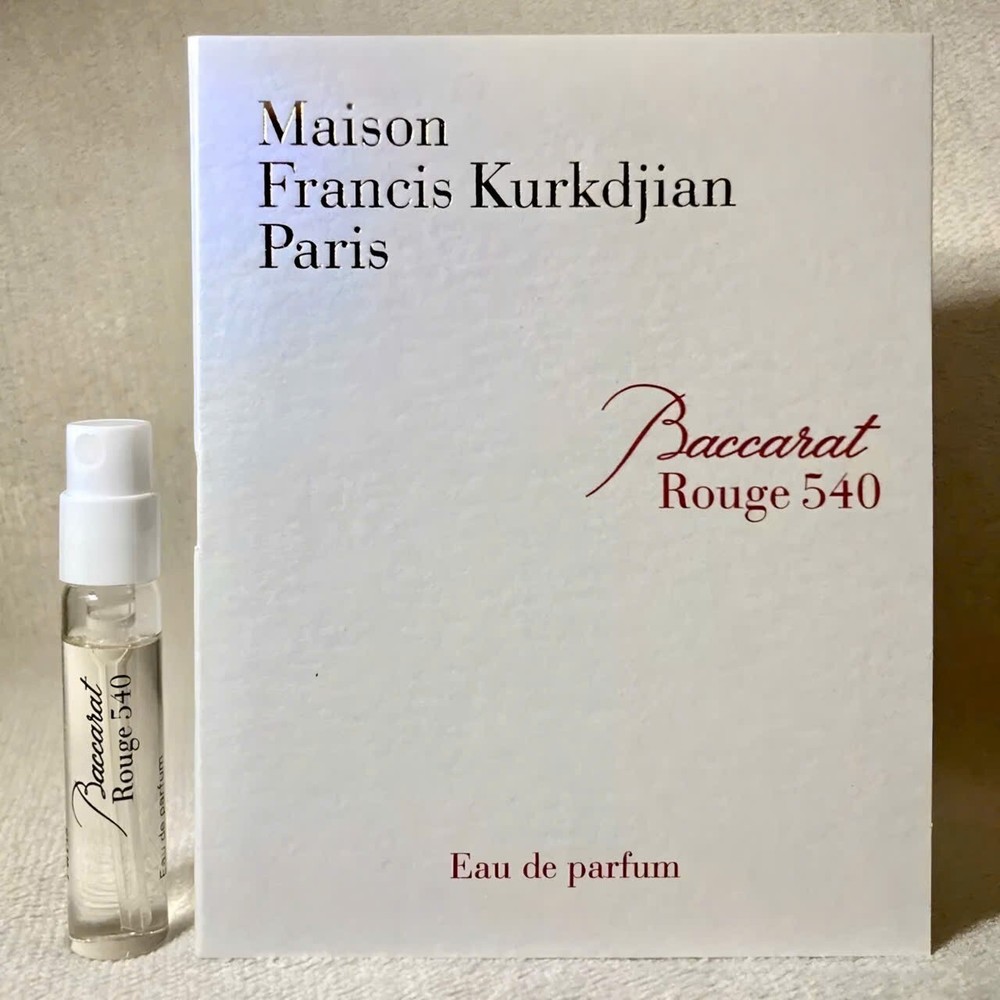 Maison
Francis Kurkdjian
Paris
Baccarat
Rouge 540
Eau de parfum
Baccarat
Rouge 540
Eau de parfum